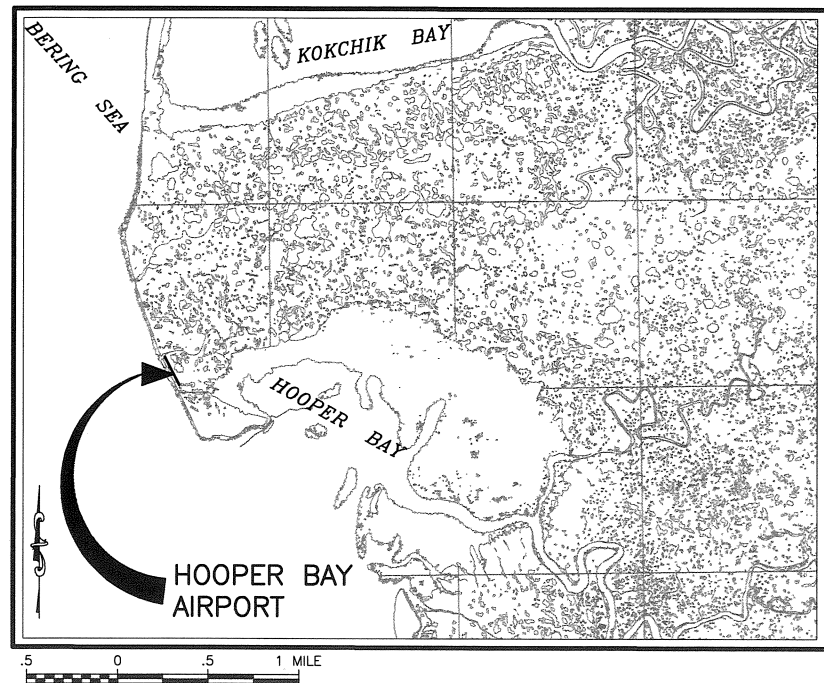 BERING SEA
KOKCHIK BAY
HOOPER BAY
HOOPER BAY
AIRPORT
.5 0 .5 1 MILE